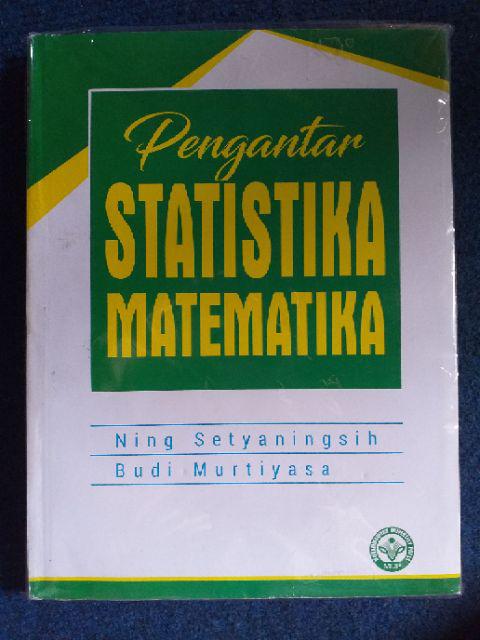 Pengantar
STATISTIKA
MATEMATIKA
Ning Setyaningsih
Budi Murtiyasa